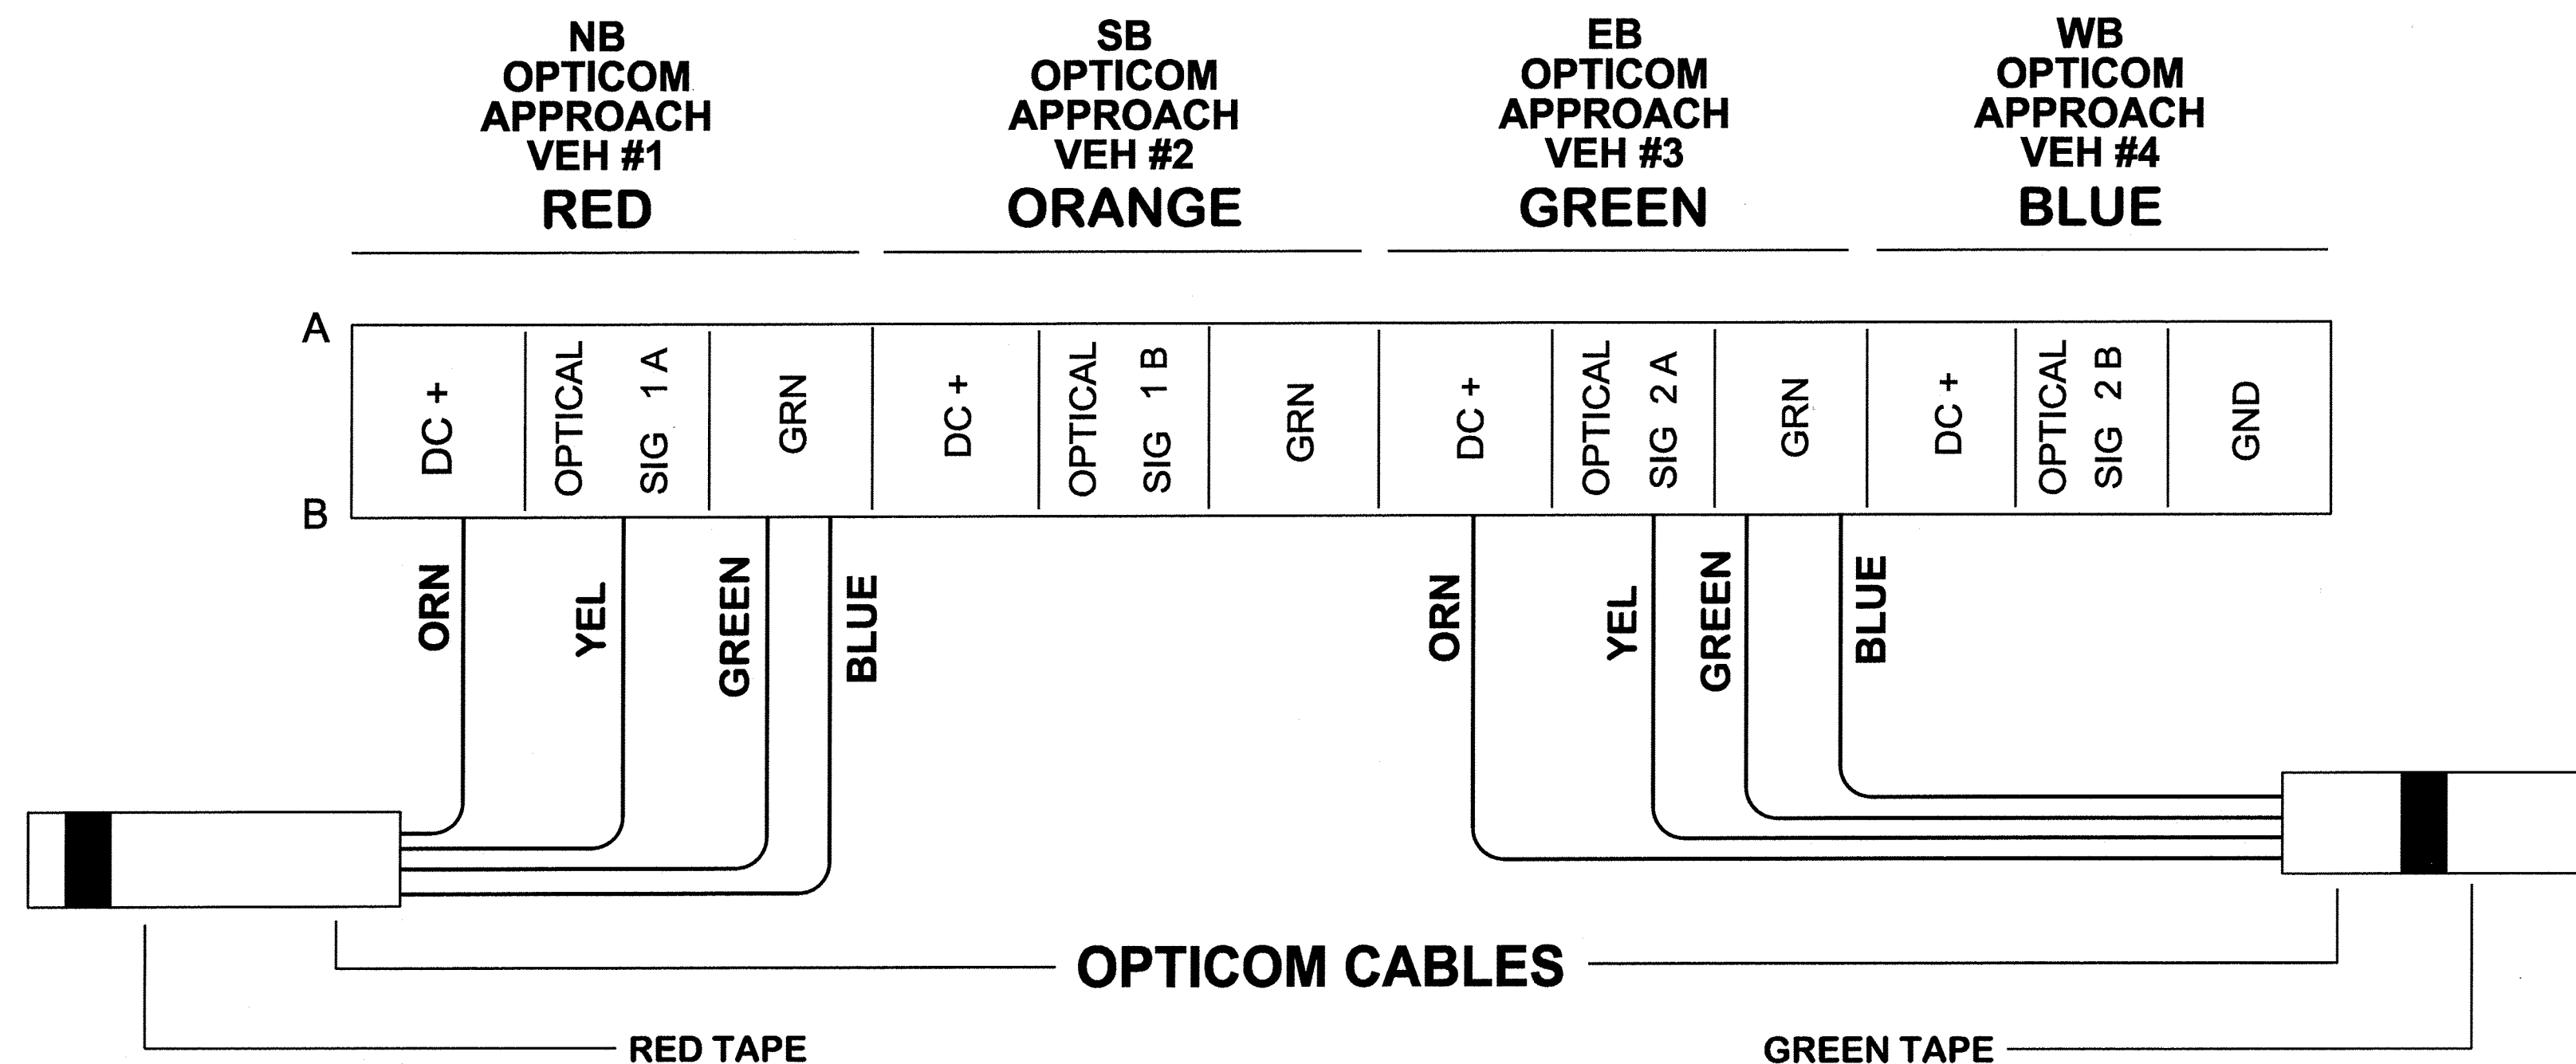 NB
OPTICOM
APPROACH
VEH #1
RED
SB
OPTICOM
APPROACH
VEH #2
ORANGE
EB
OPTICOM
APPROACH
VEH #3
GREEN
WB
OPTICOM
APPROACH
VEH #4
BLUE
A
B
DC +
OPTICAL
SIG 1 A
GRN
DC +
OPTICAL
SIG 1 B
GRN
DC +
OPTICAL
SIG 2 A
GRN
DC +
OPTICAL
SIG 2 B
GND
ORN
YEL
GREEN
BLUE
ORN
YEL
GREEN
BLUE
OPTICOM CABLES
RED TAPE
GREEN TAPE